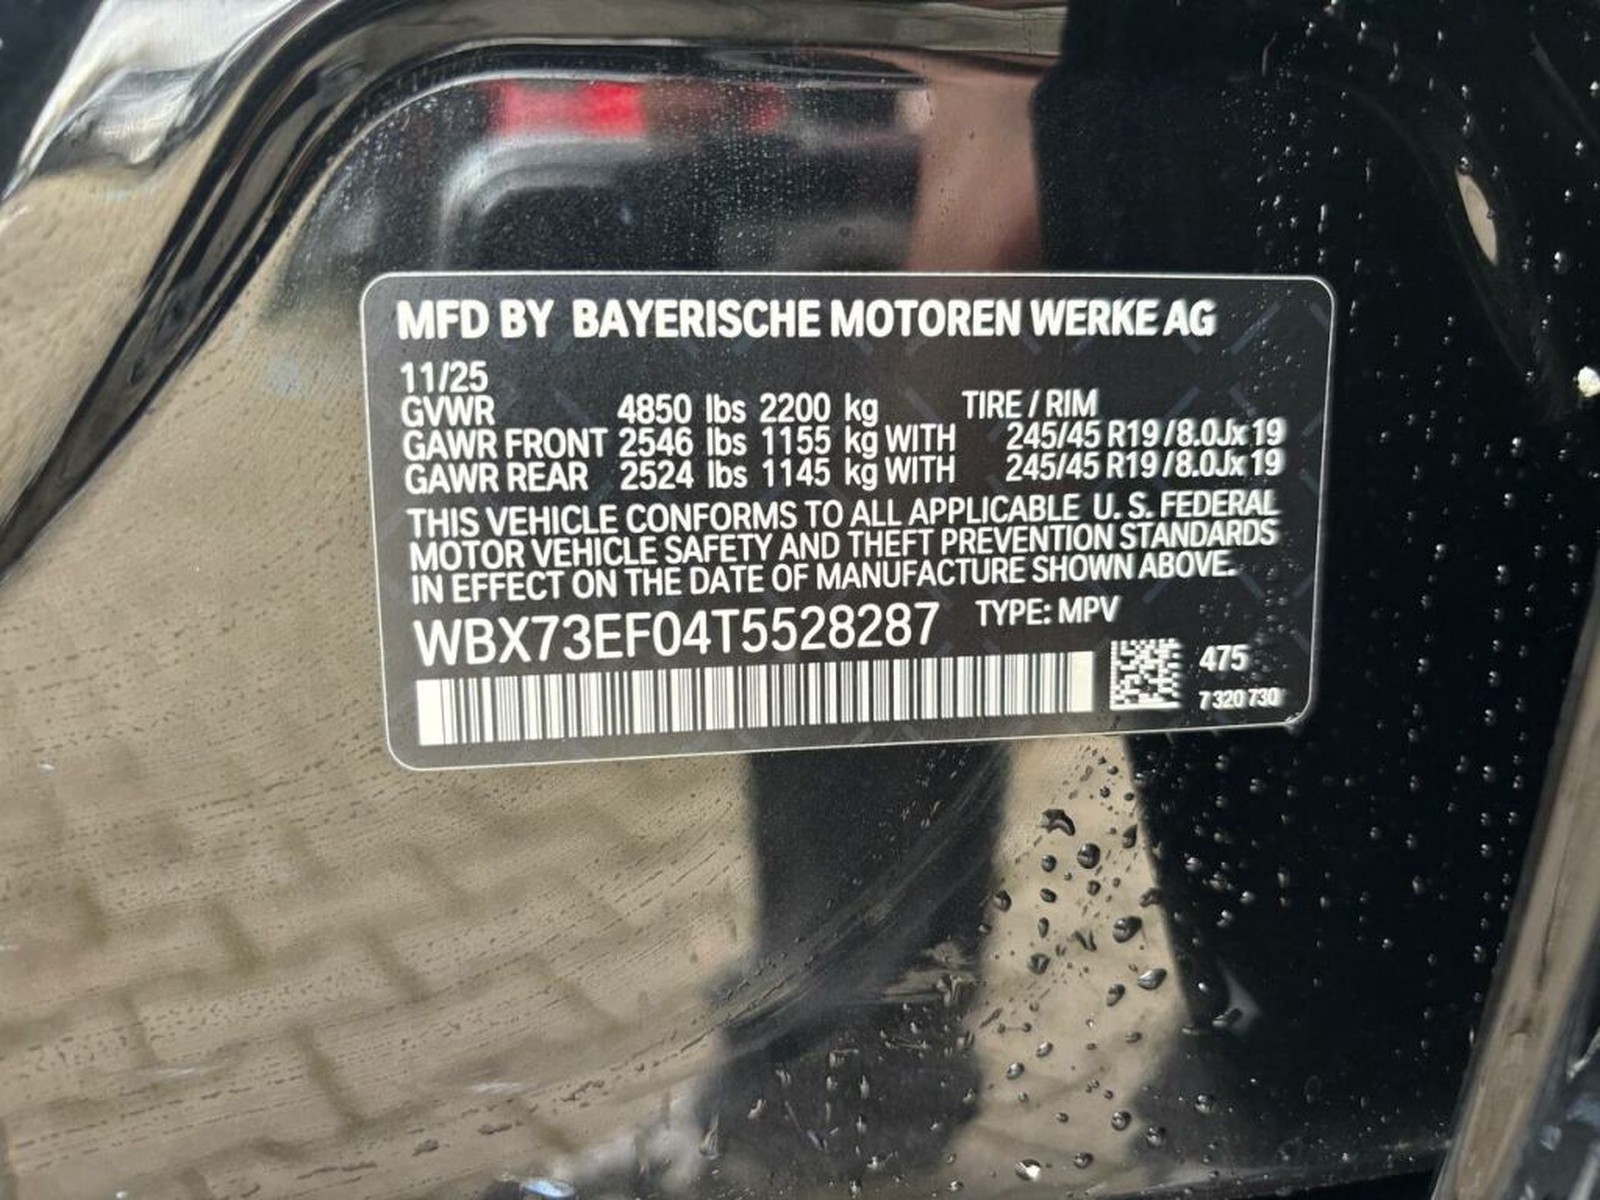 MFD BY BAYERISCHE MOTOREN WERKE AG
11/25
GVWR 4850 lbs 2200 kg TIRE / RIM
GAWR FRONT 2546 lbs 1155 kg WITH 245/45 R19 /8.0Jx19
GAWR REAR 2524 lbs 1145 kg WITH 245/45 R19 /8.0Jx19
THIS VEHICLE CONFORMS TO ALL APPLICABLE U. S. FEDERAL
MOTOR VEHICLE SAFETY AND THEFT PREVENTION STANDARDS
IN EFFECT ON THE DATE OF MANUFACTURE SHOWN ABOVE.
WBX73EF04T5528287 TYPE: MPV
475
7 320 730